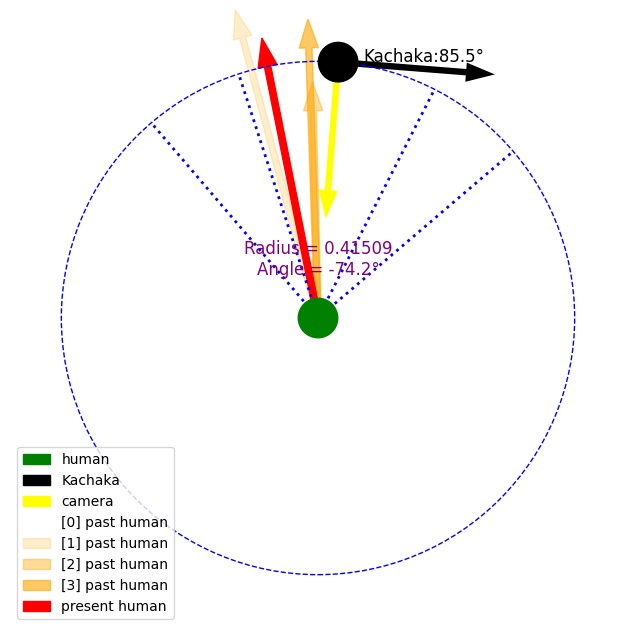 Kachaka:85.5°
Radius = 0.41509
Angle = -74.2°
human
Kachaka
camera
[0] past human
[1] past human
[2] past human
[3] past human
present human